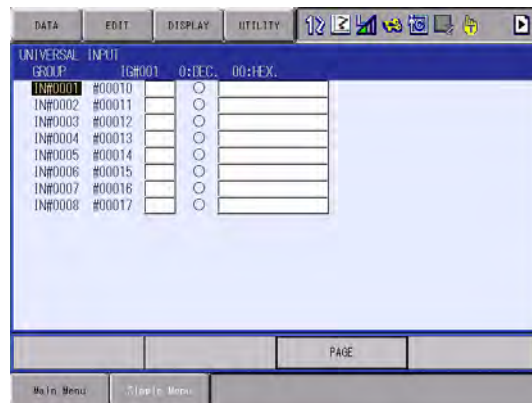 DATA EDIT DISPLAY UTILITY
UNIVERSAL INPUT
GROUP IG#001 0:DEC. 00:HEX.
IN#0001 #00010
IN#0002 #00011
IN#0003 #00012
IN#0004 #00013
IN#0005 #00014
IN#0006 #00015
IN#0007 #00016
IN#0008 #00017
PAGE
Main Menu Simple Menu